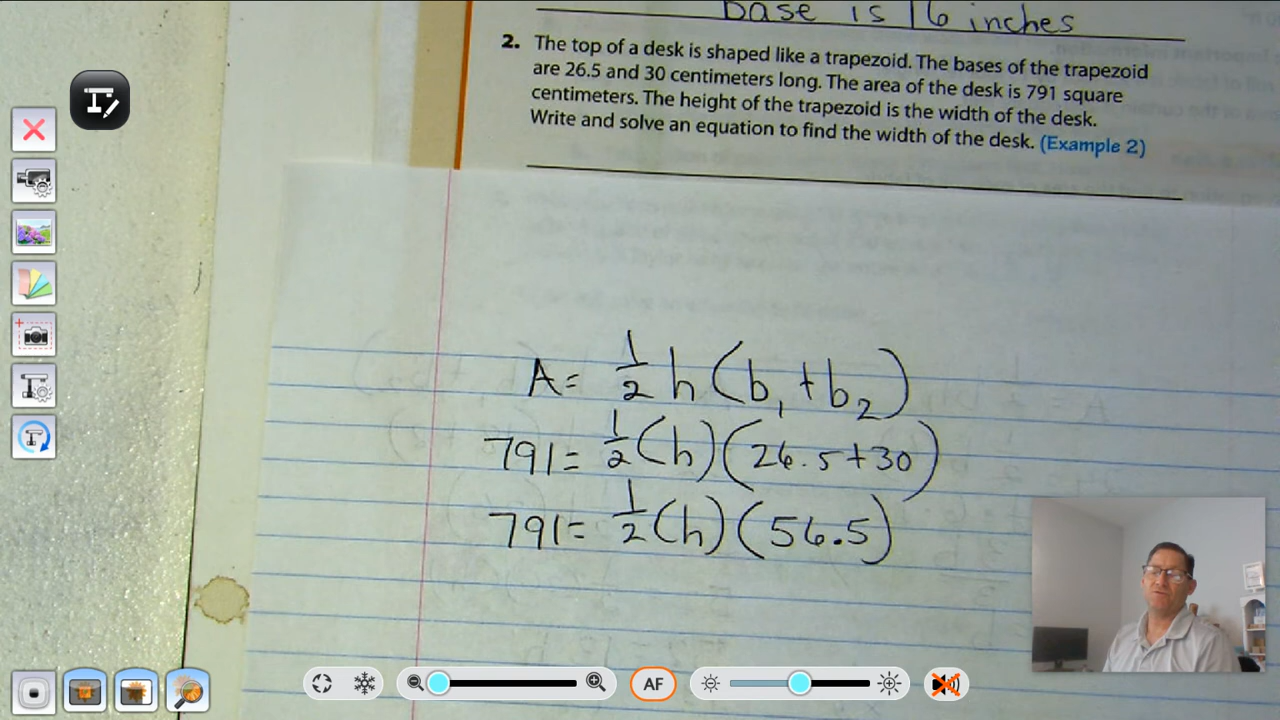 base is 16 inches
2. The top of a desk is shaped like a trapezoid. The bases of the trapezoid
are 26.5 and 30 centimeters long. The area of the desk is 791 square
centimeters. The height of the trapezoid is the width of the desk.
Write and solve an equation to find the width of the desk. (Example 2)
A = 1/2 h (b₁ + b₂)
791 = 1/2 (h) (26.5 + 30)
791 = 1/2 (h) (56.5)
AF